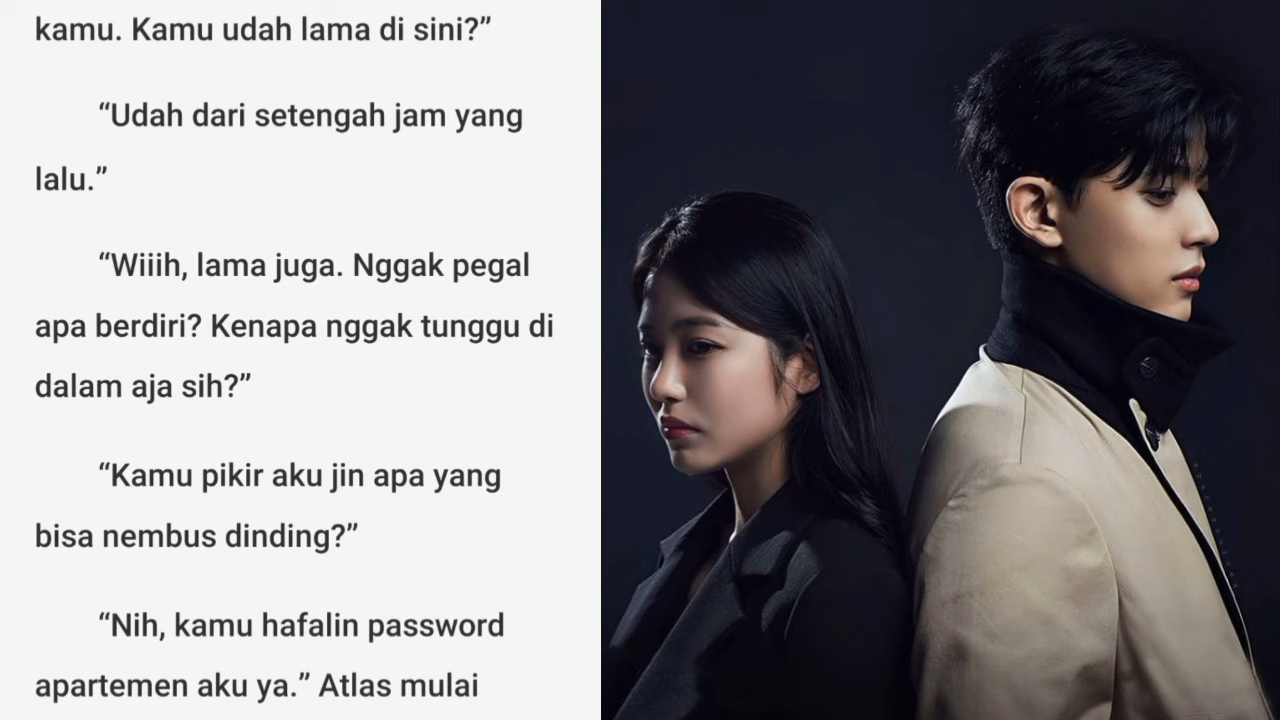 kamu. Kamu udah lama di sini?”
“Udah dari setengah jam yang
lalu.”
“Wiiih, lama juga. Nggak pegal
apa berdiri? Kenapa nggak tunggu di
dalam aja sih?”
“Kamu pikir aku jin apa yang
bisa nembus dinding?”
“Nih, kamu hafalin password
apartemen aku ya.” Atlas mulai